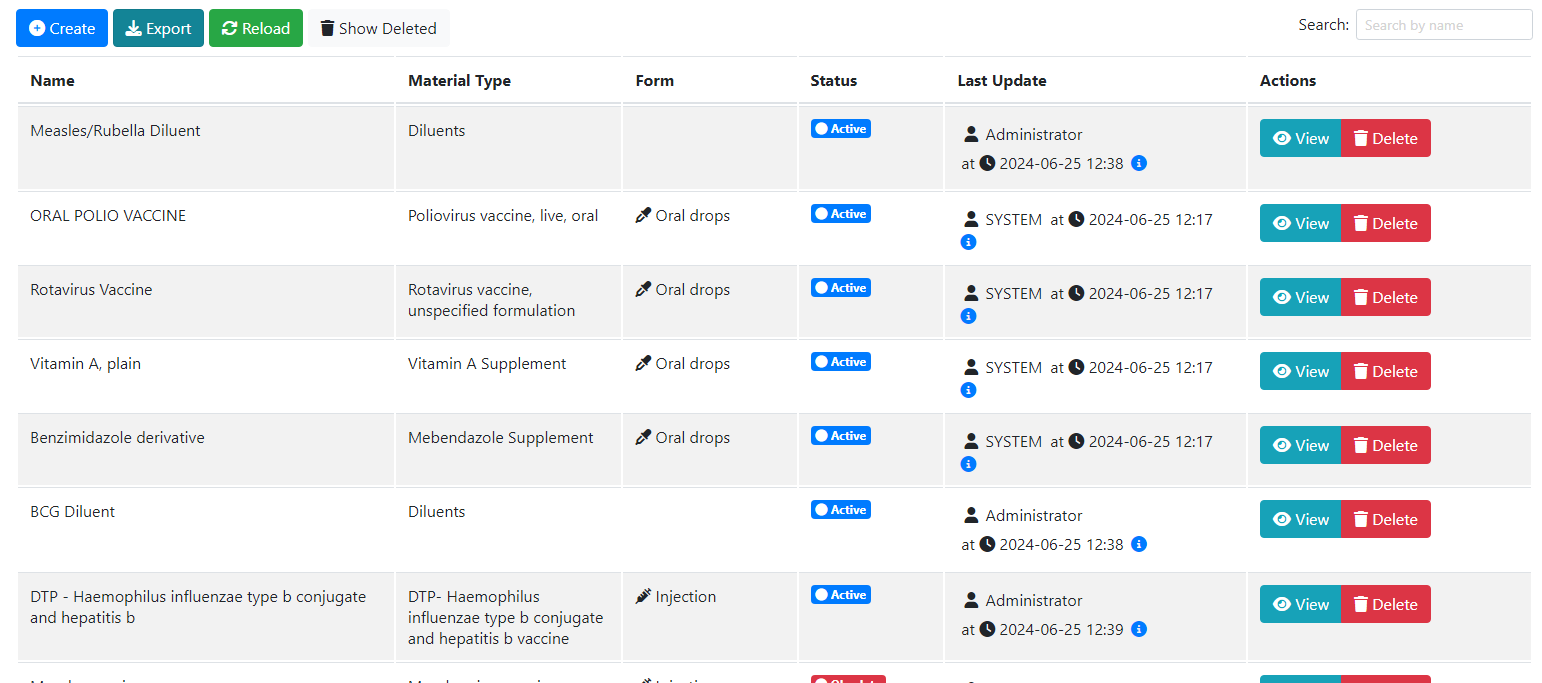 Create Export Reload Show Deleted Search: Search by name
Name Material Type Form Status Last Update Actions
Measles/Rubella Diluent Diluents Active Administrator View Delete
at 2024-06-25 12:38
ORAL POLIO VACCINE Poliovirus vaccine, live, oral Oral drops Active SYSTEM at 2024-06-25 12:17 View Delete
Rotavirus Vaccine Rotavirus vaccine, Oral drops Active SYSTEM at 2024-06-25 12:17 View Delete
unspecified formulation
Vitamin A, plain Vitamin A Supplement Oral drops Active SYSTEM at 2024-06-25 12:17 View Delete
Benzimidazole derivative Mebendazole Supplement Oral drops Active SYSTEM at 2024-06-25 12:17 View Delete
BCG Diluent Diluents Active Administrator View Delete
at 2024-06-25 12:38
DTP - Haemophilus influenzae type b conjugate DTP- Haemophilus Injection Active Administrator View Delete
and hepatitis b influenzae type b conjugate at 2024-06-25 12:39
and hepatitis b vaccine